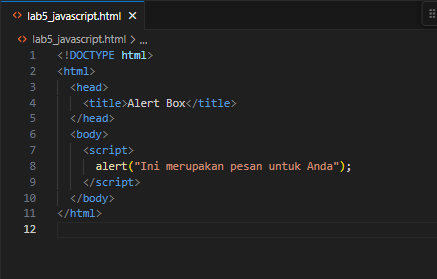 <> lab5_javascript.html ×
<> lab5_javascript.html > ...
1 <!DOCTYPE html>
2 <html>
3   <head>
4     <title>Alert Box</title>
5   </head>
6   <body>
7     <script>
8       alert("Ini merupakan pesan untuk Anda");
9     </script>
10   </body>
11 </html>
12